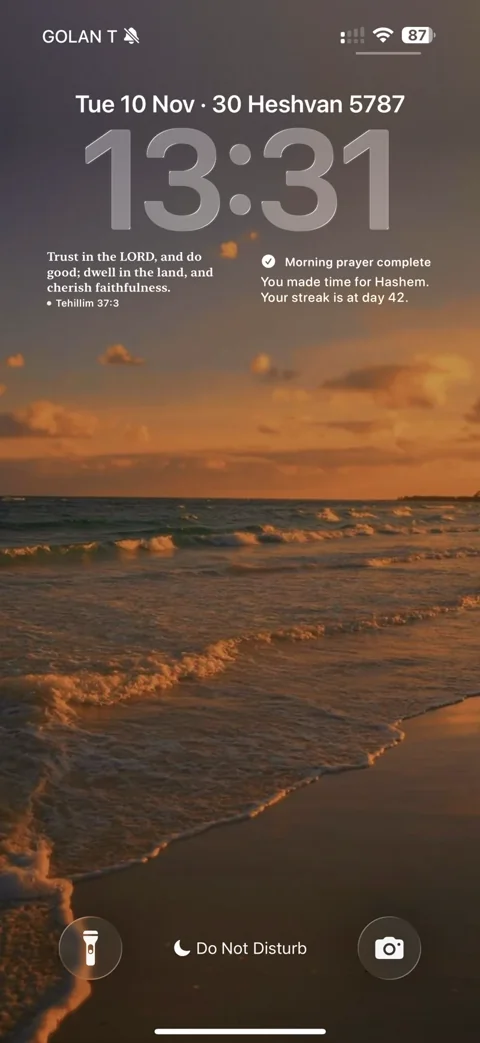 GOLAN T
87
Tue 10 Nov · 30 Heshvan 5787
13:31
Trust in the LORD, and do
good; dwell in the land, and
cherish faithfulness.
• Tehillim 37:3
Morning prayer complete
You made time for Hashem.
Your streak is at day 42.
Do Not Disturb